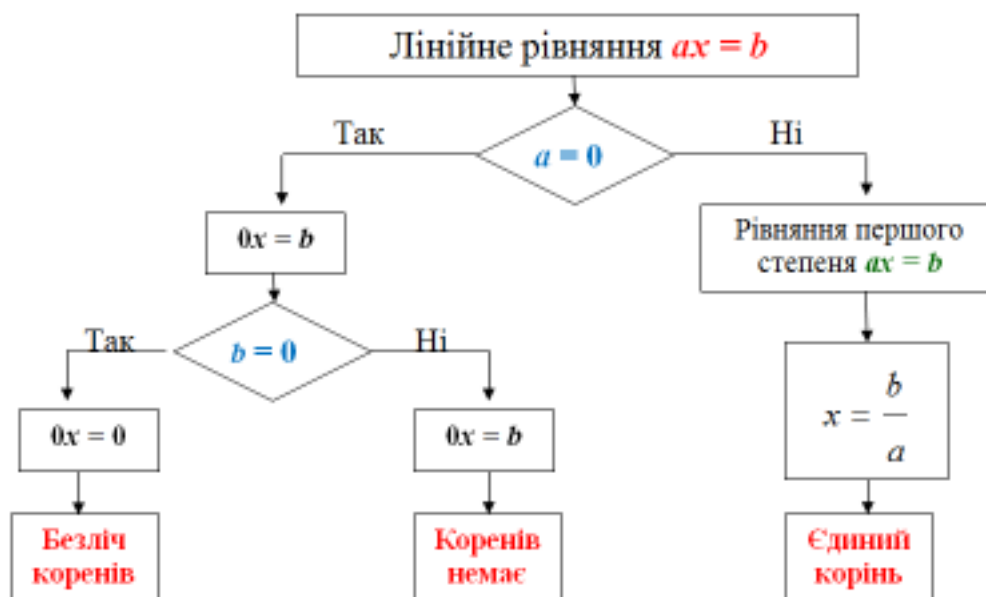 Лінійне рівняння ax = b
Так
Ні
a = 0
0x = b
Рівняння першого
степеня ax = b
Так
Ні
b = 0
x = b/a
0x = 0
0x = b
Безліч
коренів
Коренів
немає
Єдиний
корінь